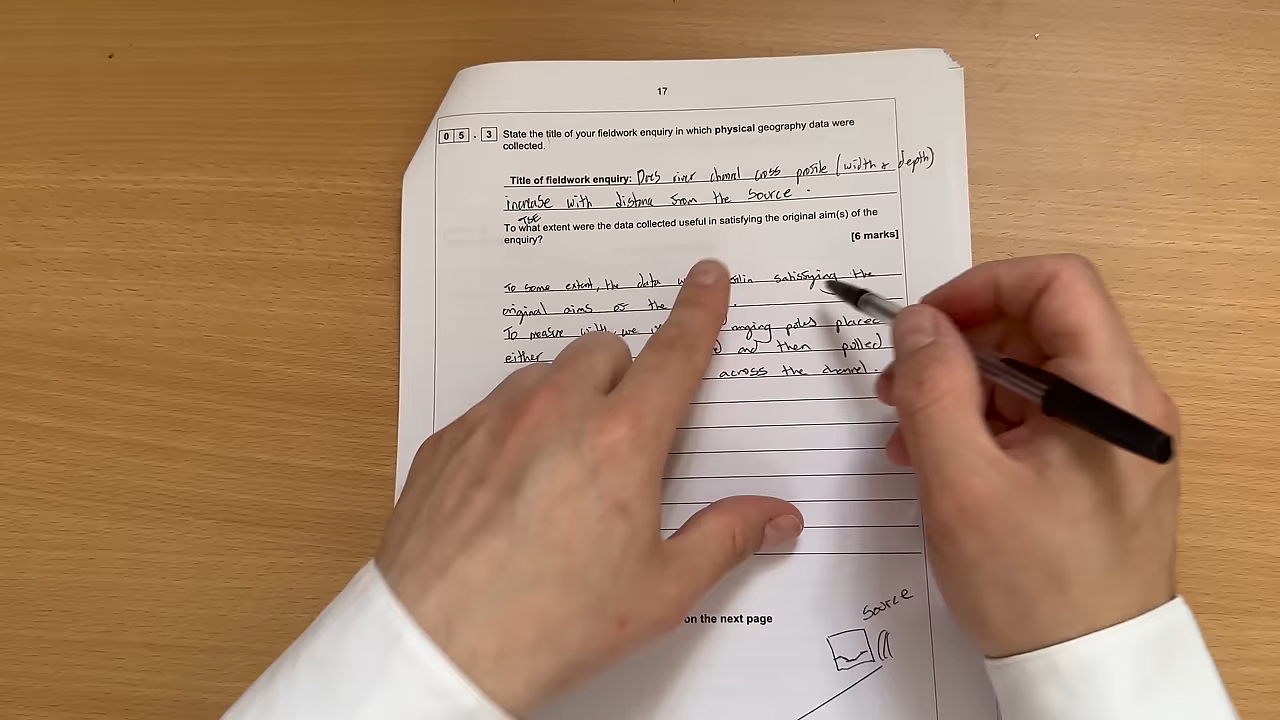 17
0 5 . 3 State the title of your fieldwork enquiry in which physical geography data were
collected.
Title of fieldwork enquiry: Does river channel cross profile (width & depth)
increase with distance from the source.
TSE
To what extent were the data collected useful in satisfying the original aim(s) of the
enquiry?
[6 marks]
To some extent, the data in satisfying the
original aims of the .
To measure width, we ranging poles placed
either and then pulled
across the channel.
on the next page
Source